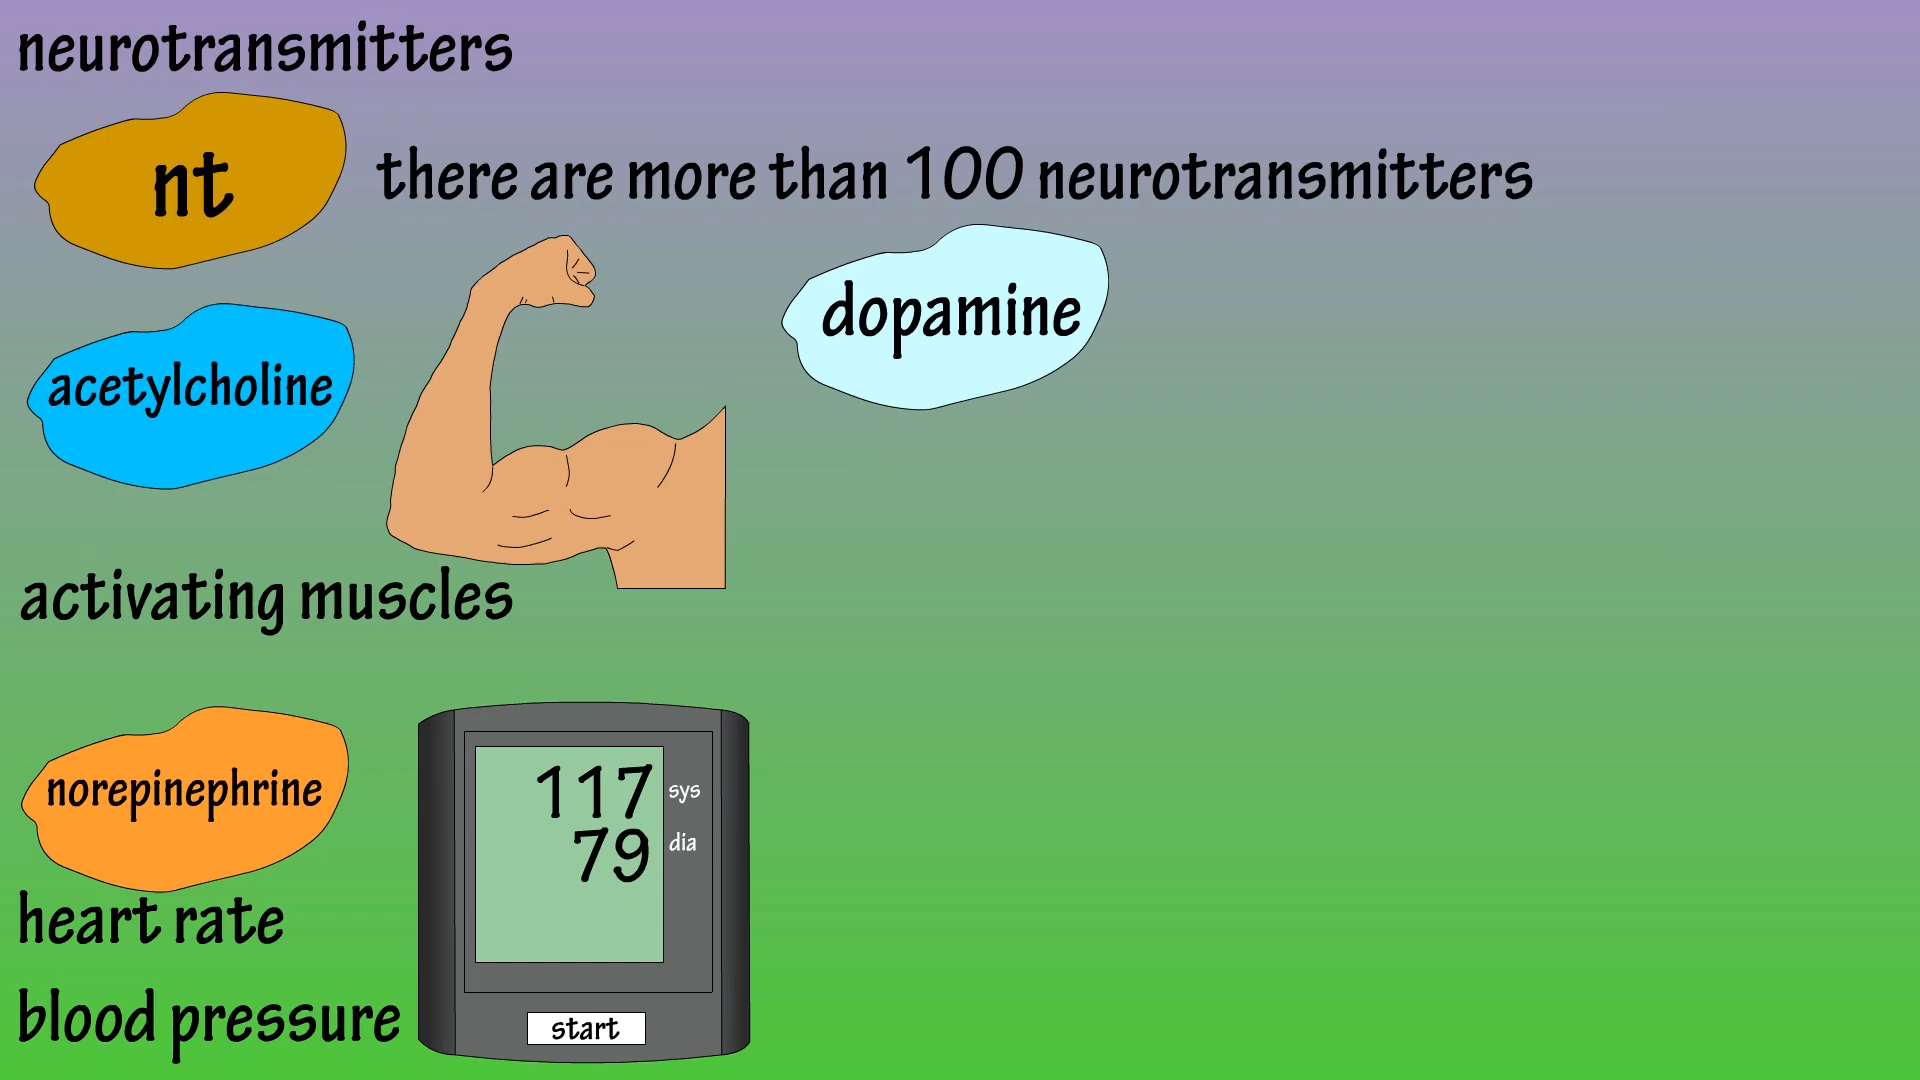 neurotransmitters
nt
there are more than 100 neurotransmitters
dopamine
acetylcholine
activating muscles
norepinephrine
117 sys
79 dia
heart rate
blood pressure
start